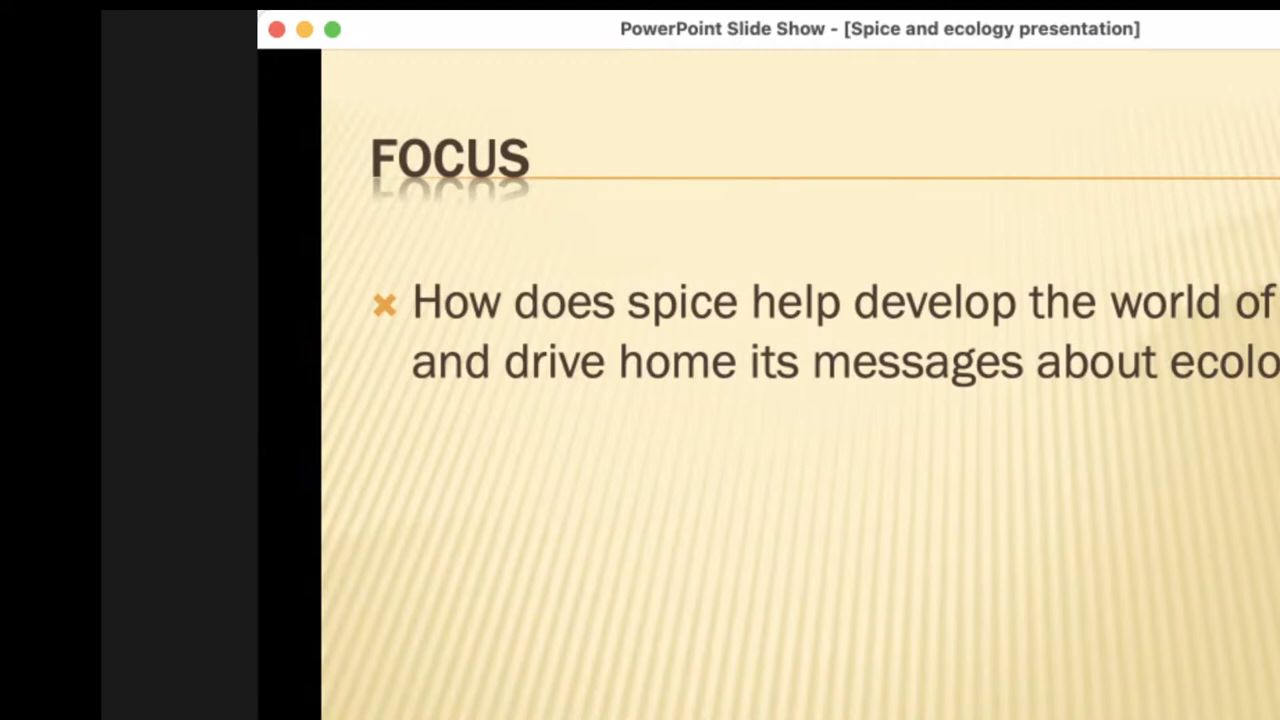 PowerPoint Slide Show - [Spice and ecology presentation]
FOCUS
How does spice help develop the world of
and drive home its messages about ecolo